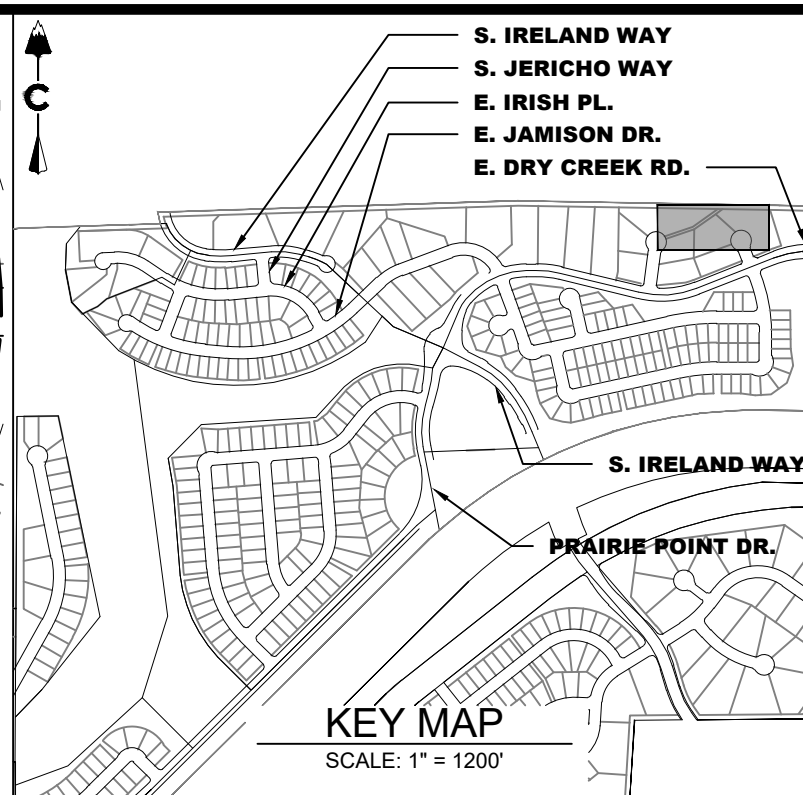 S. IRELAND WAY
S. JERICHO WAY
E. IRISH PL.
E. JAMISON DR.
E. DRY CREEK RD.
C
S. IRELAND WAY
PRAIRIE POINT DR.
KEY MAP
SCALE: 1" = 1200'